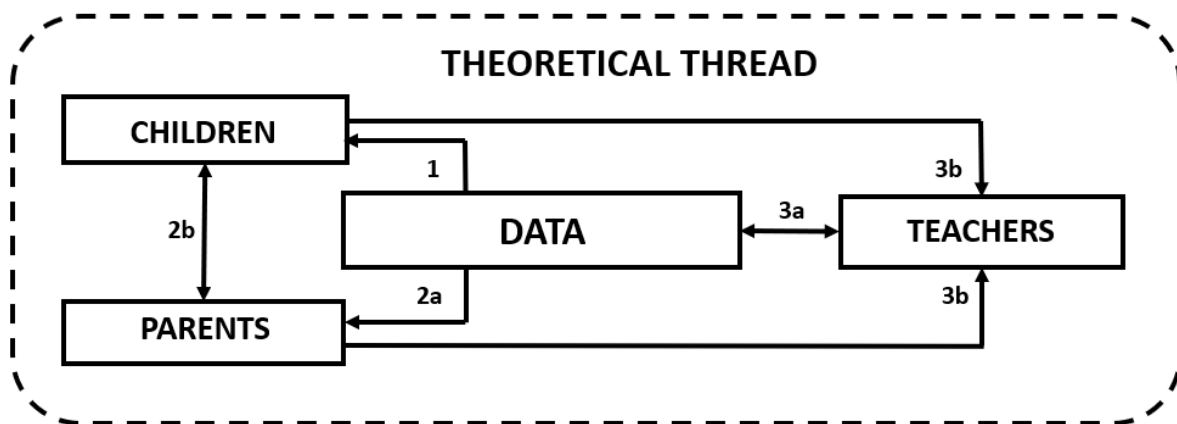 THEORETICAL THREAD
CHILDREN
1
3b
2b
DATA
3a
TEACHERS
2a
3b
PARENTS